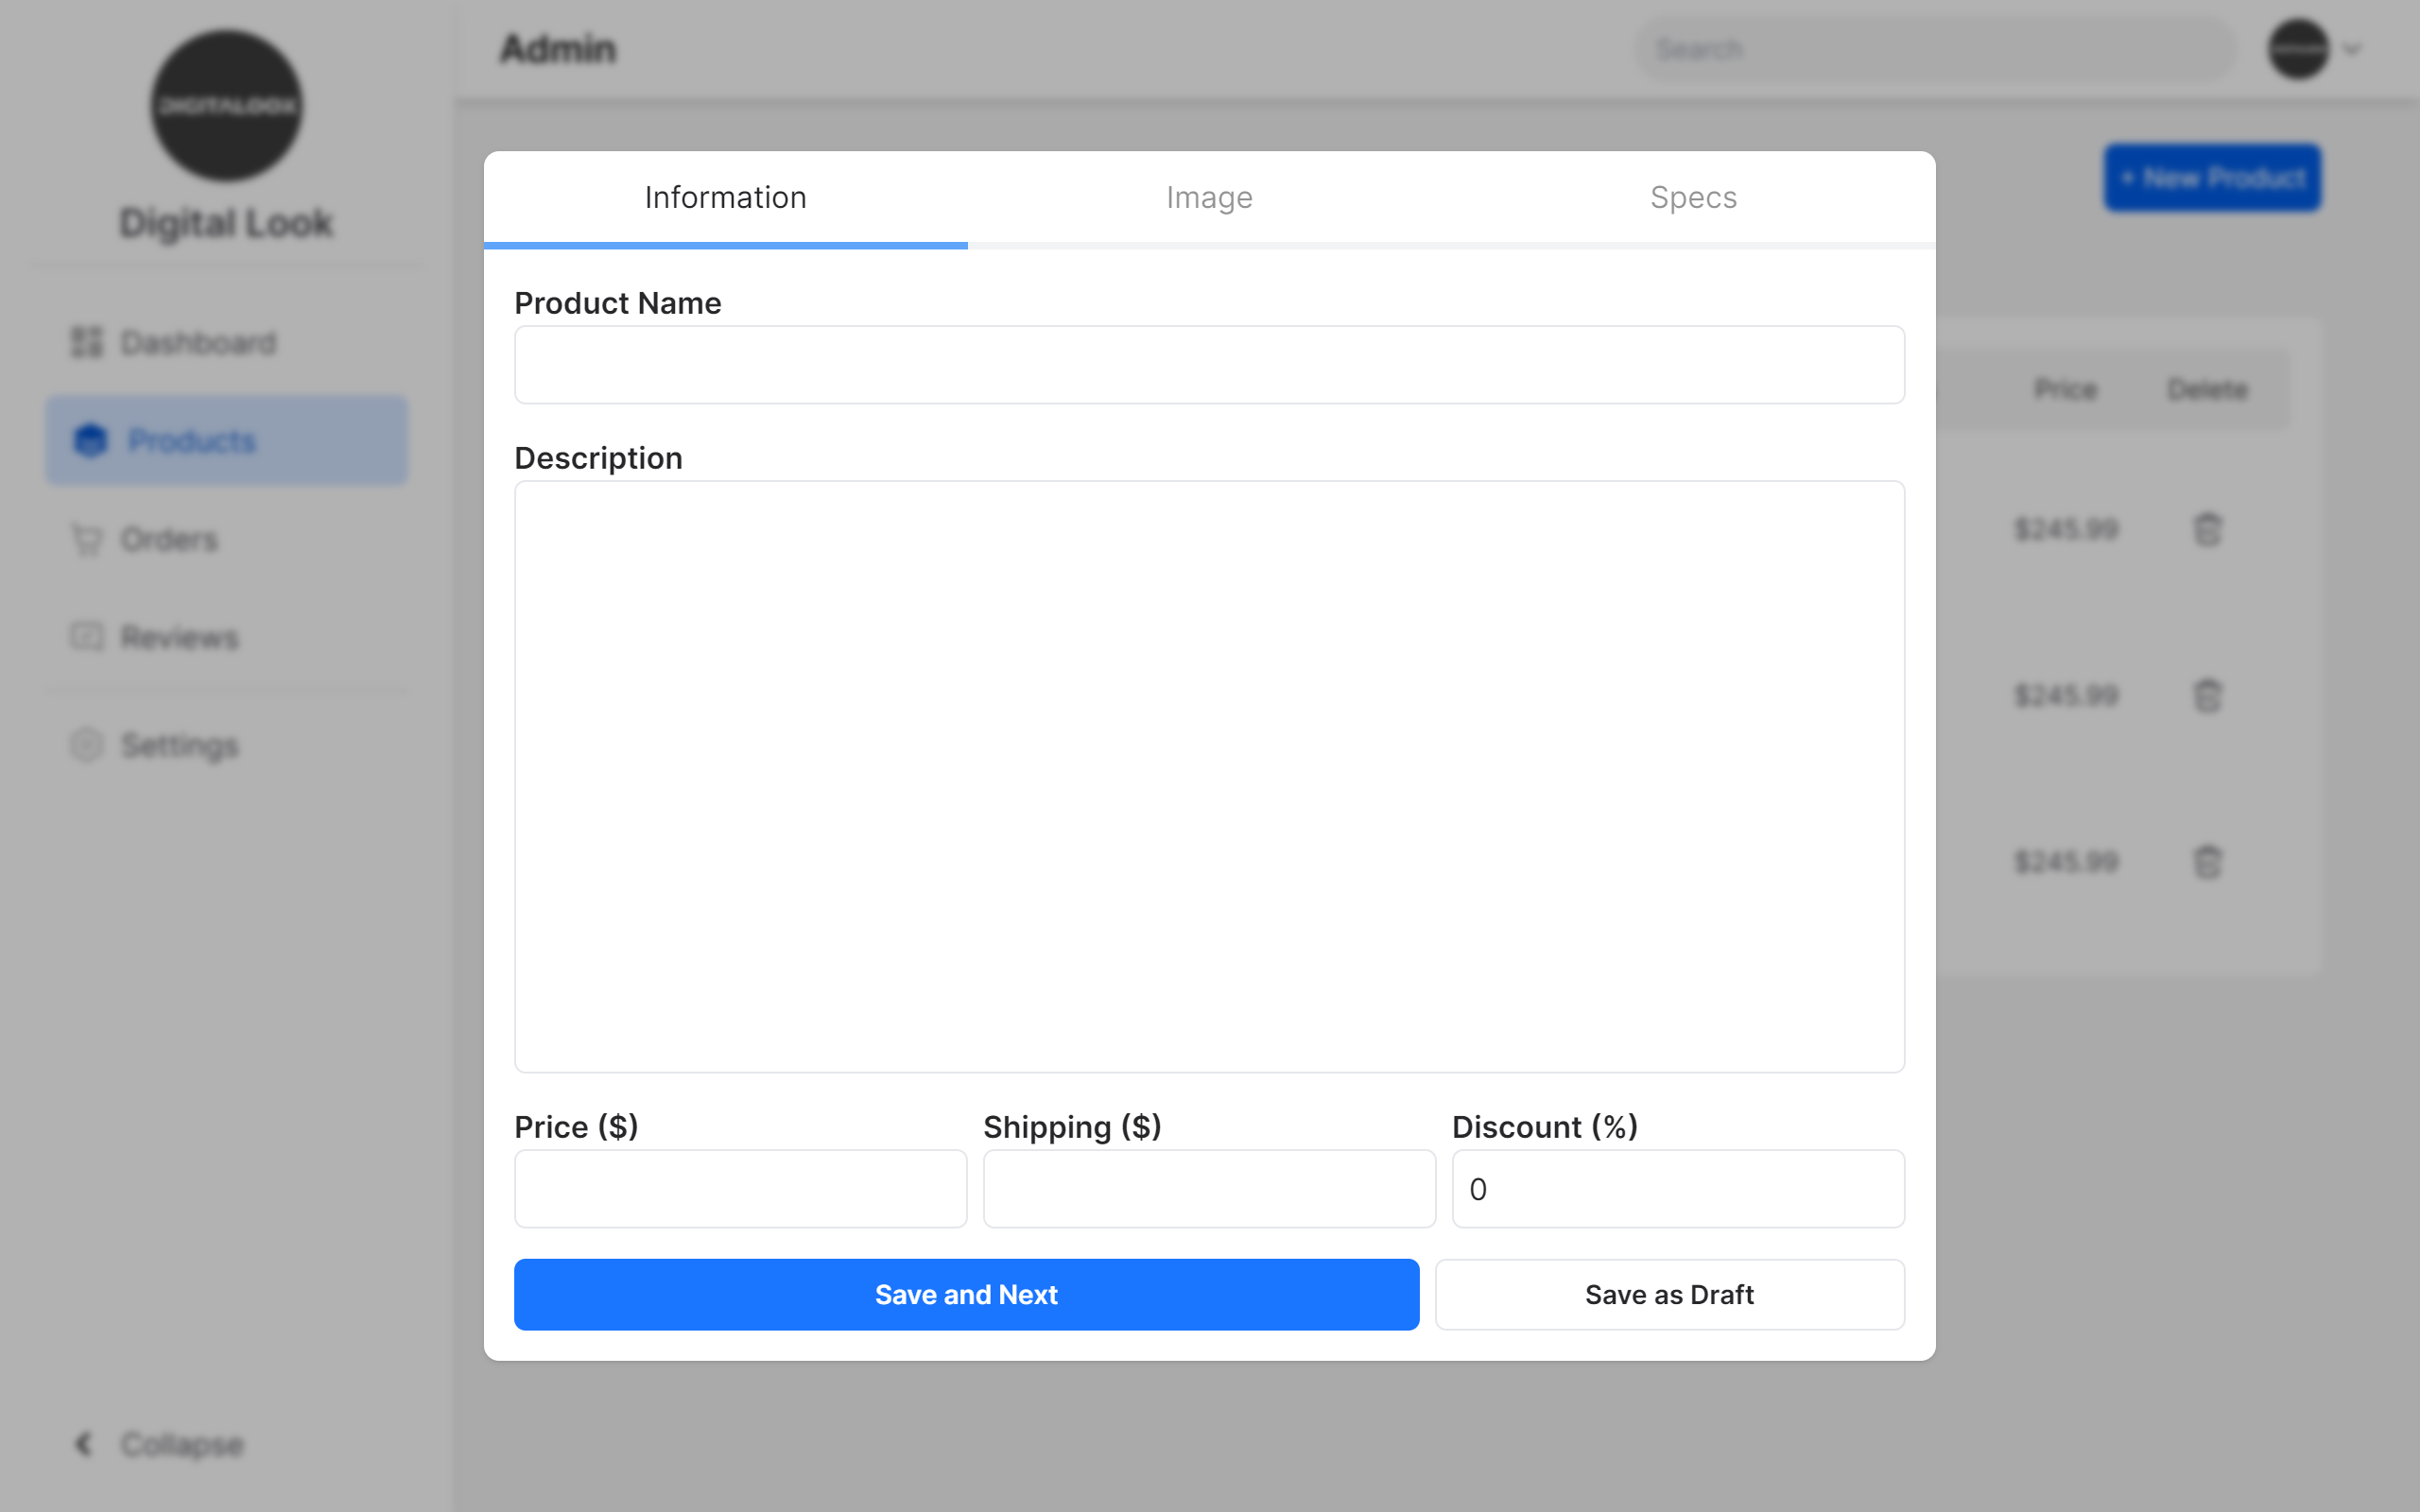 DIGITALOOK
Digital Look
Dashboard
Products
Orders
Reviews
Settings
Collapse
Admin
Search
+ New Product
Price Delete
$245.99
$245.99
$245.99
Information Image Specs
Product Name
Description
Price ($) Shipping ($) Discount (%)
0
Save and Next Save as Draft